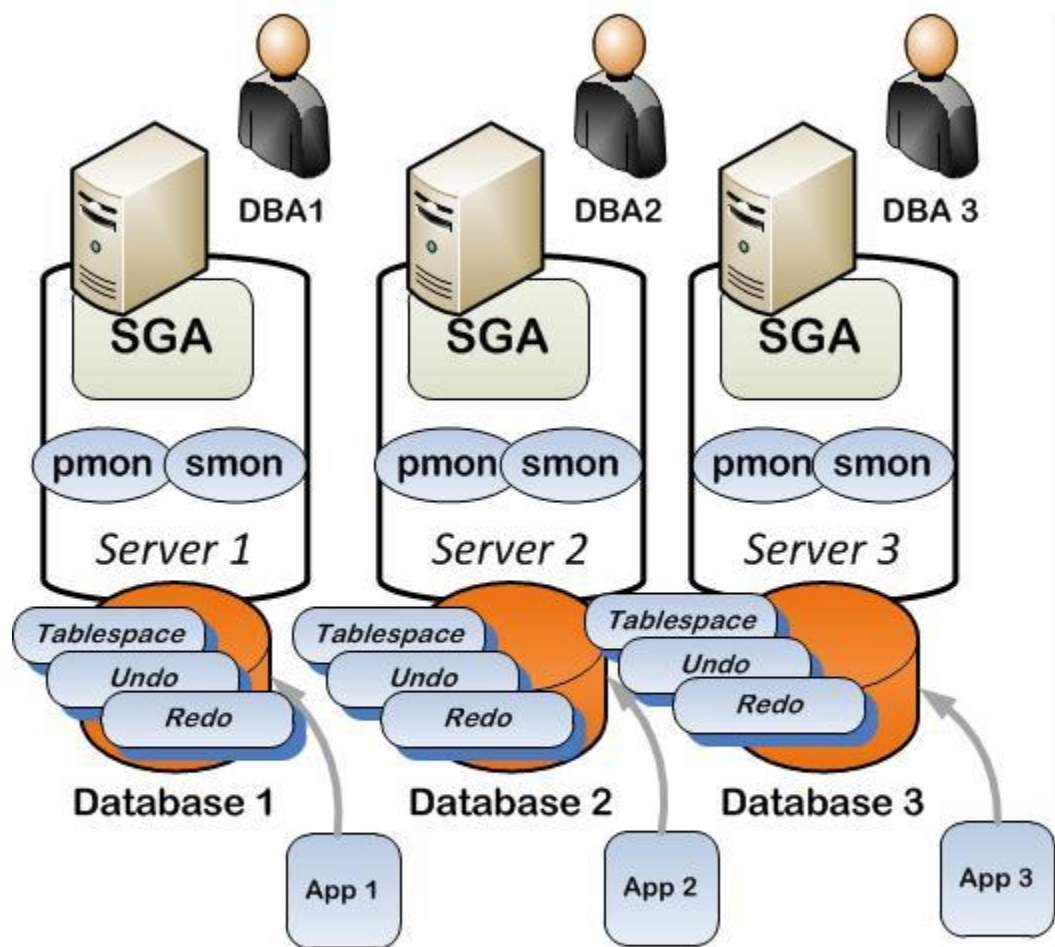 DBA1
DBA2
DBA 3
SGA
SGA
SGA
pmon
smon
pmon
smon
pmon
smon
Server 1
Server 2
Server 3
Tablespace
Undo
Redo
Tablespace
Undo
Redo
Tablespace
Undo
Redo
Database 1
Database 2
Database 3
App 1
App 2
App 3